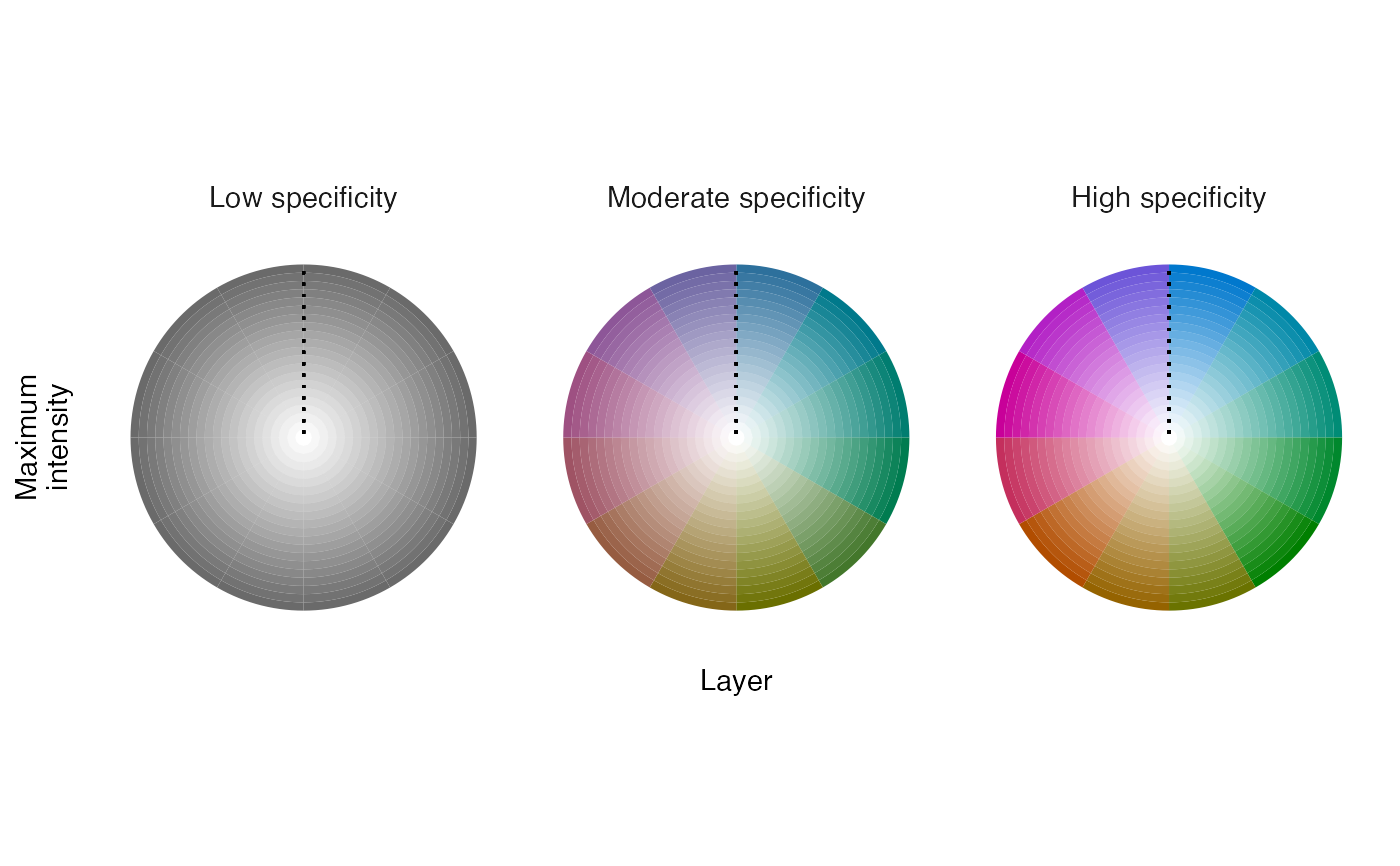 Low specificity
Moderate specificity
High specificity
Maximum
intensity
Layer